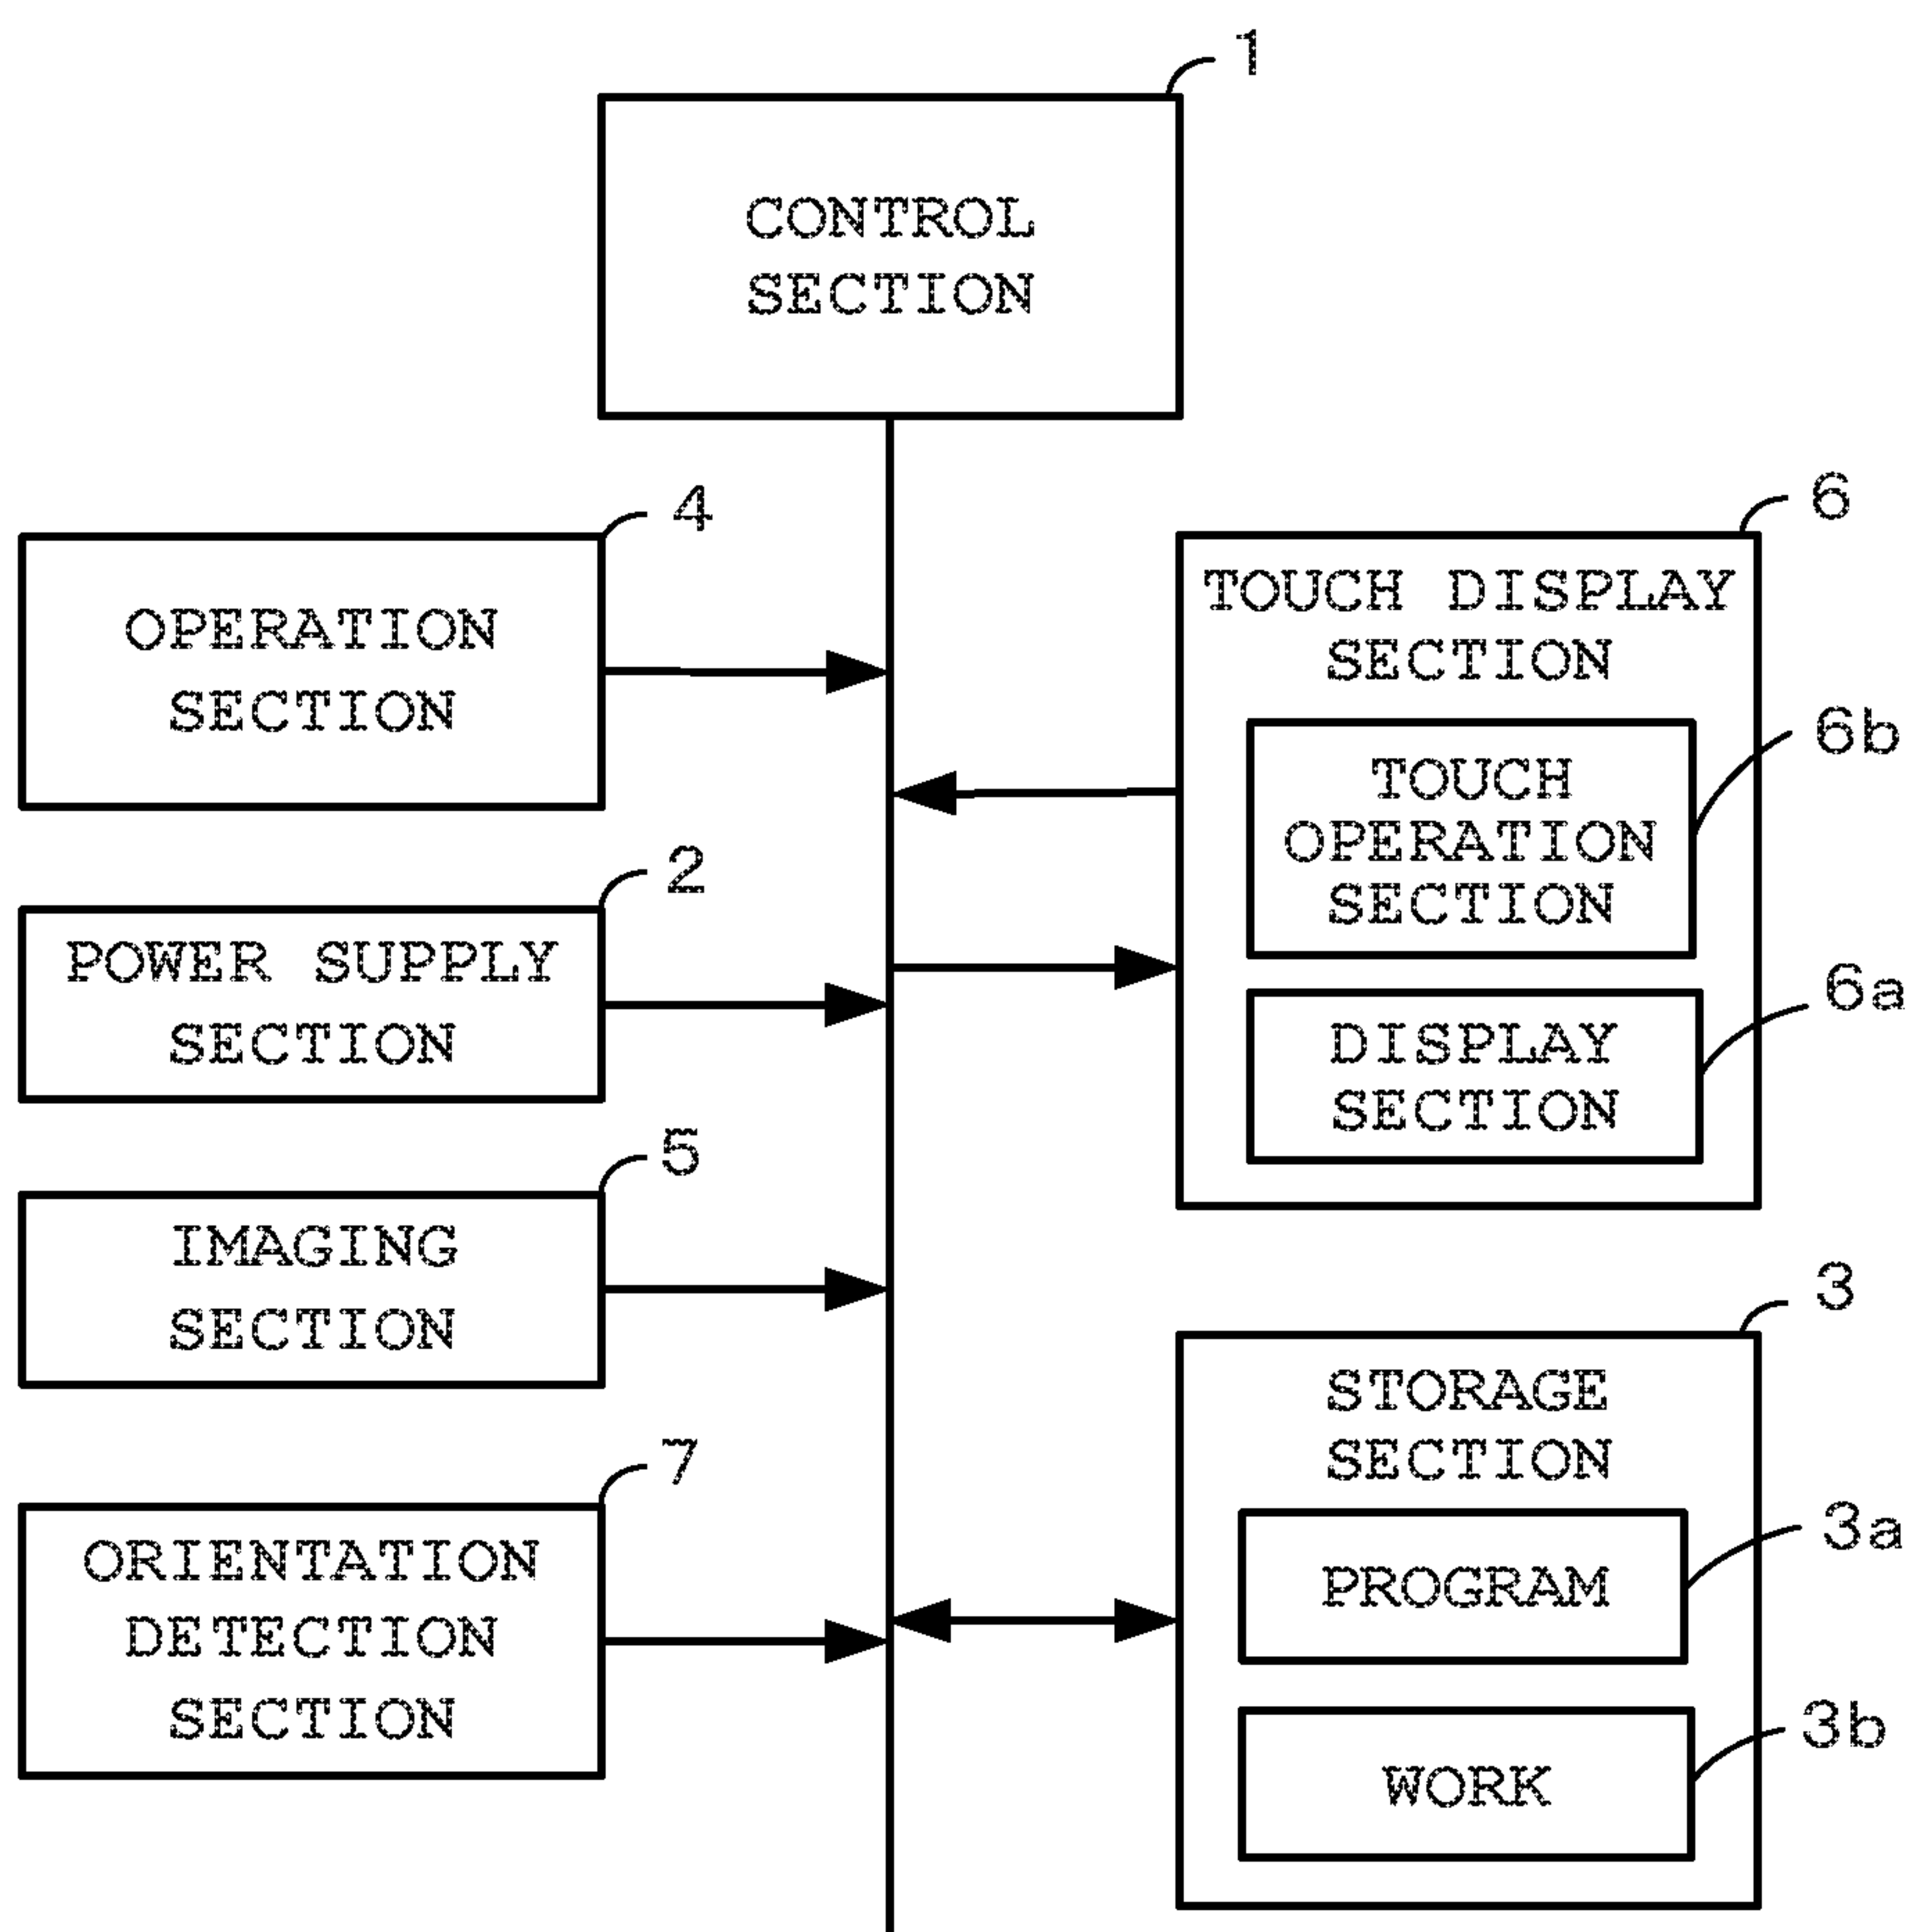 1
CONTROL
SECTION
4
OPERATION
SECTION
6
TOUCH DISPLAY
SECTION
6b
TOUCH
OPERATION
SECTION
6a
DISPLAY
SECTION
2
POWER SUPPLY
SECTION
5
IMAGING
SECTION
3
STORAGE
SECTION
3a
PROGRAM
3b
WORK
7
ORIENTATION
DETECTION
SECTION